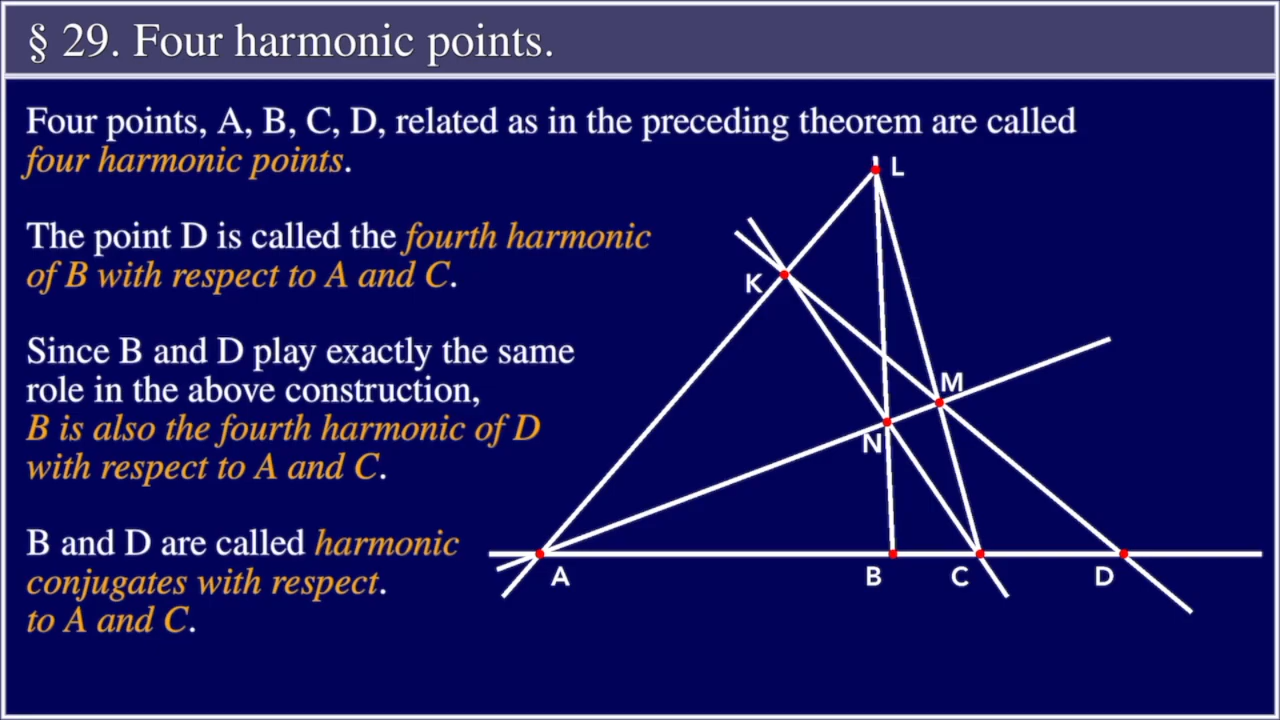 § 29. Four harmonic points.
Four points, A, B, C, D, related as in the preceding theorem are called
four harmonic points.
L
The point D is called the fourth harmonic
of B with respect to A and C.
K
Since B and D play exactly the same
role in the above construction,
M
B is also the fourth harmonic of D
N
with respect to A and C.
B and D are called harmonic
conjugates with respect.
A B C D
to A and C.